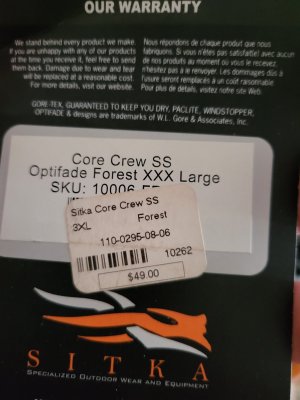 OUR WARRANTY
We stand behind every product we make.
If you are unhappy with any of our products
at the time you receive it, feel free to send
them back. Damage due to wear and tear
will be replaced at a reasonable cost.
For more details, visit our web site.
Nous répondons de chaque produit que nous
fabriquons. Si vous n'êtes pas satisfait(e) avec aucun
de nos produits au moment où vous le recevez,
n'hésitez pas à le renvoyer. Les dommages dûs à
l'usure seront remplacés à un coût raisonnable.
Pour plus de détails, visitez notre site Web.
GORE-TEX, GUARANTEED TO KEEP YOU DRY, PACLITE, WINDSTOPPER,
OPTIFADE & designs are trademarks of W.L. Gore & Associates, Inc.
Core Crew SS
Optifade Forest XXX Large
SKU: 10006
Sitka Core Crew SS
Forest
3XL
110-0295-08-06
10262
$49.00
SITKA
SPECIALIZED OUTDOOR WEAR AND EQUIPMENT